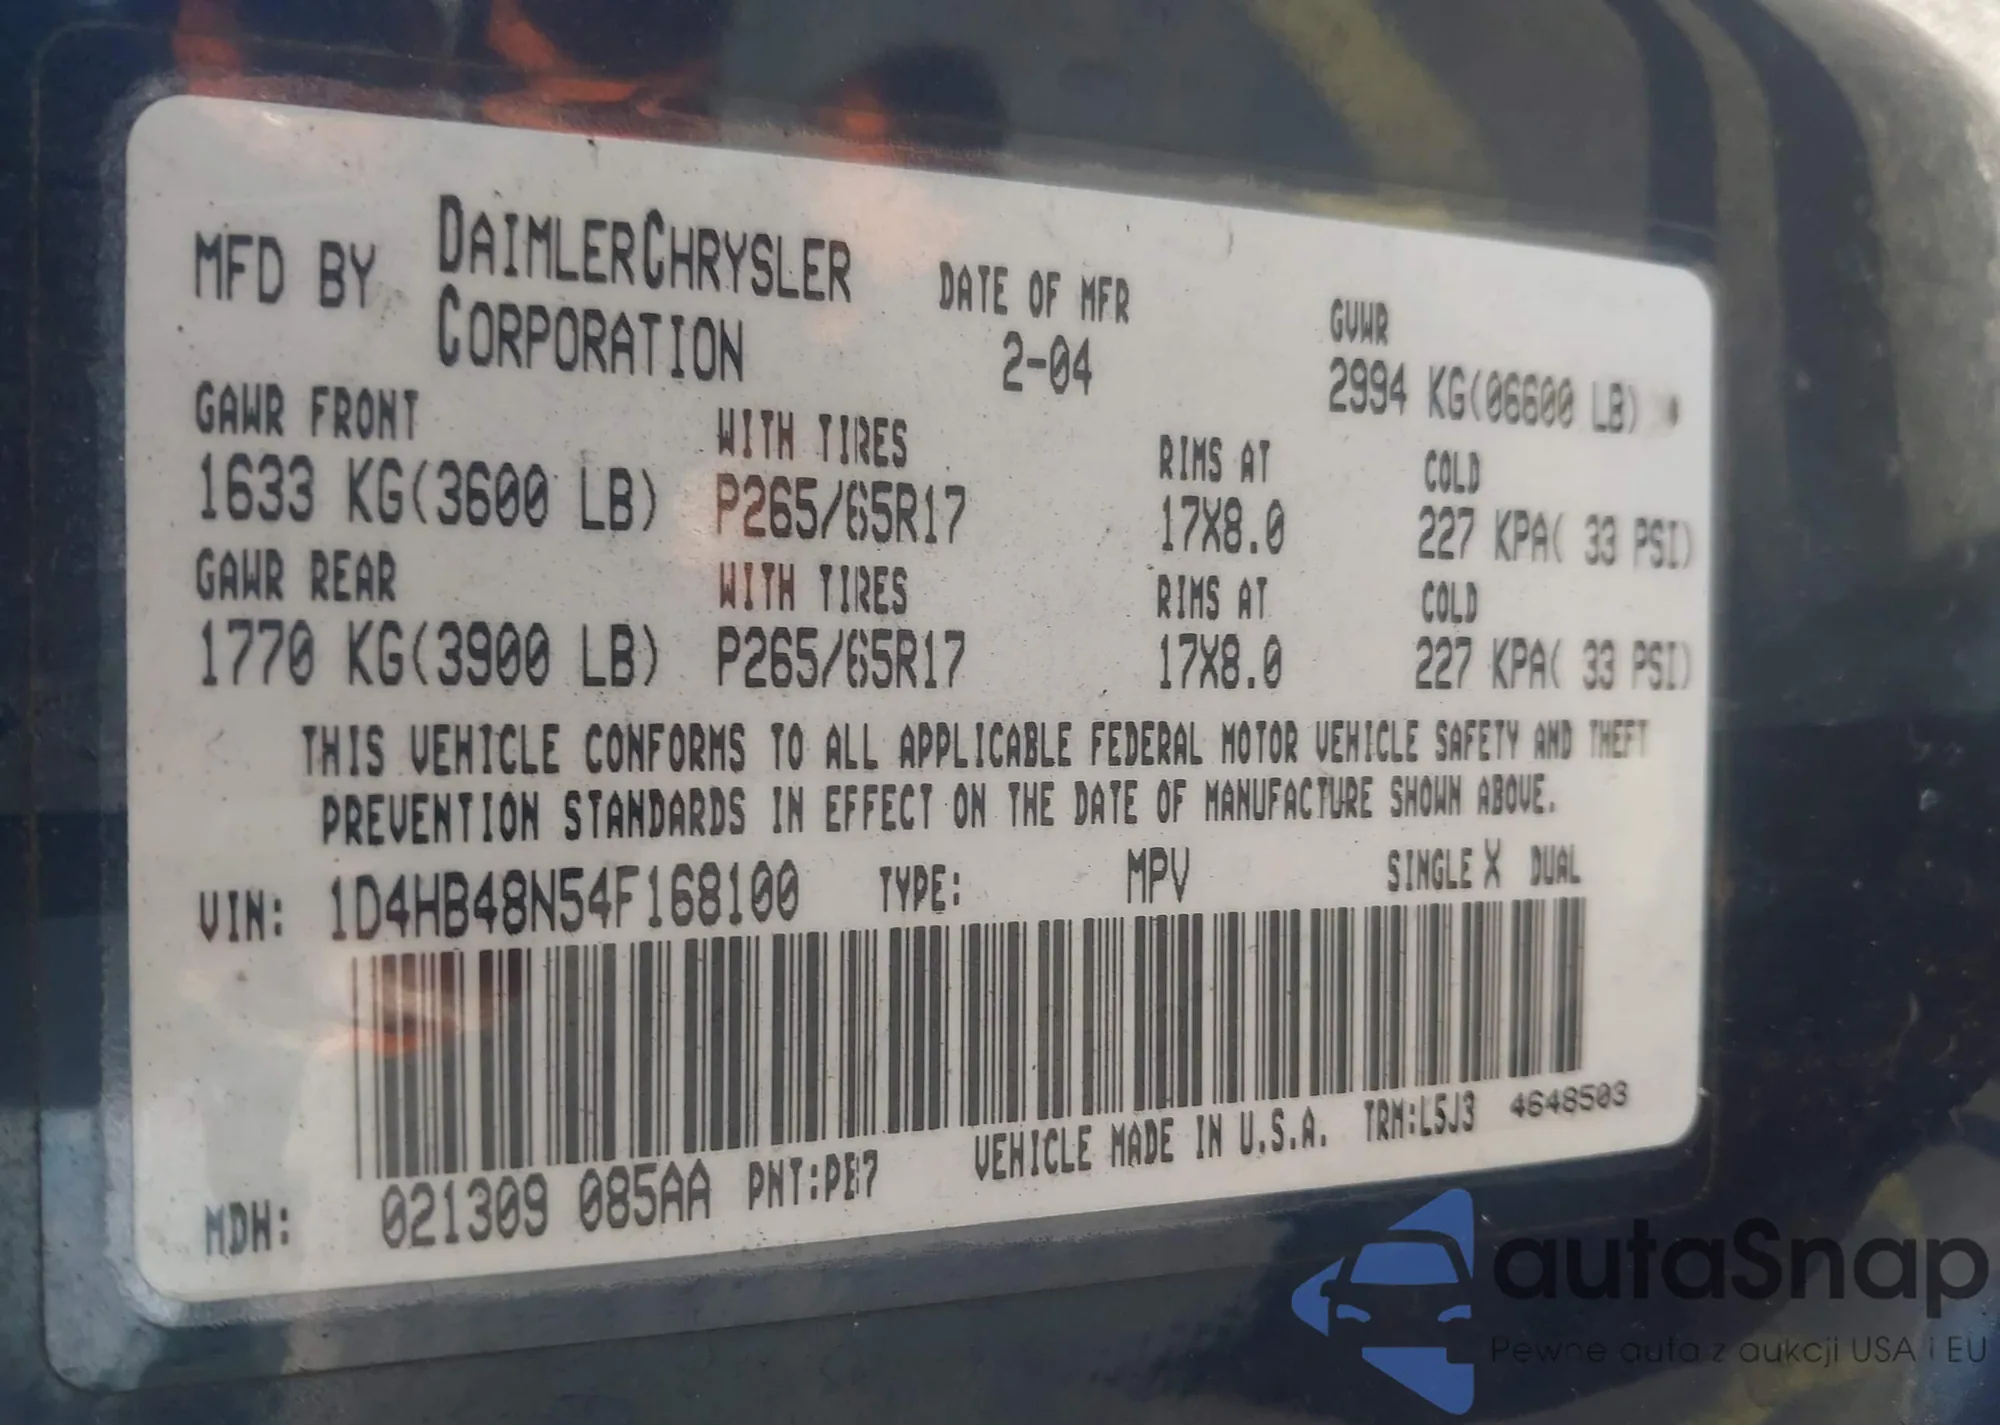 MFD BY DAIMLERCHRYSLER CORPORATION
DATE OF MFR 2-04
GVWR 2994 KG(06600 LB)
GAWR FRONT WITH TIRES RIMS AT COLD
1633 KG(3600 LB) P265/65R17 17X8.0 227 KPA( 33 PSI)
GAWR REAR WITH TIRES RIMS AT COLD
1770 KG(3900 LB) P265/65R17 17X8.0 227 KPA( 33 PSI)
THIS VEHICLE CONFORMS TO ALL APPLICABLE FEDERAL MOTOR VEHICLE SAFETY AND THEFT
PREVENTION STANDARDS IN EFFECT ON THE DATE OF MANUFACTURE SHOWN ABOVE.
VIN: 1D4HB48N54F168100 TYPE: MPV SINGLE X DUAL
MDH: 021309 085AA PNT:PB7 VEHICLE MADE IN U.S.A. TRM:L5J3 4648503
autaSnap
Pewne auta z aukcji USA i EU